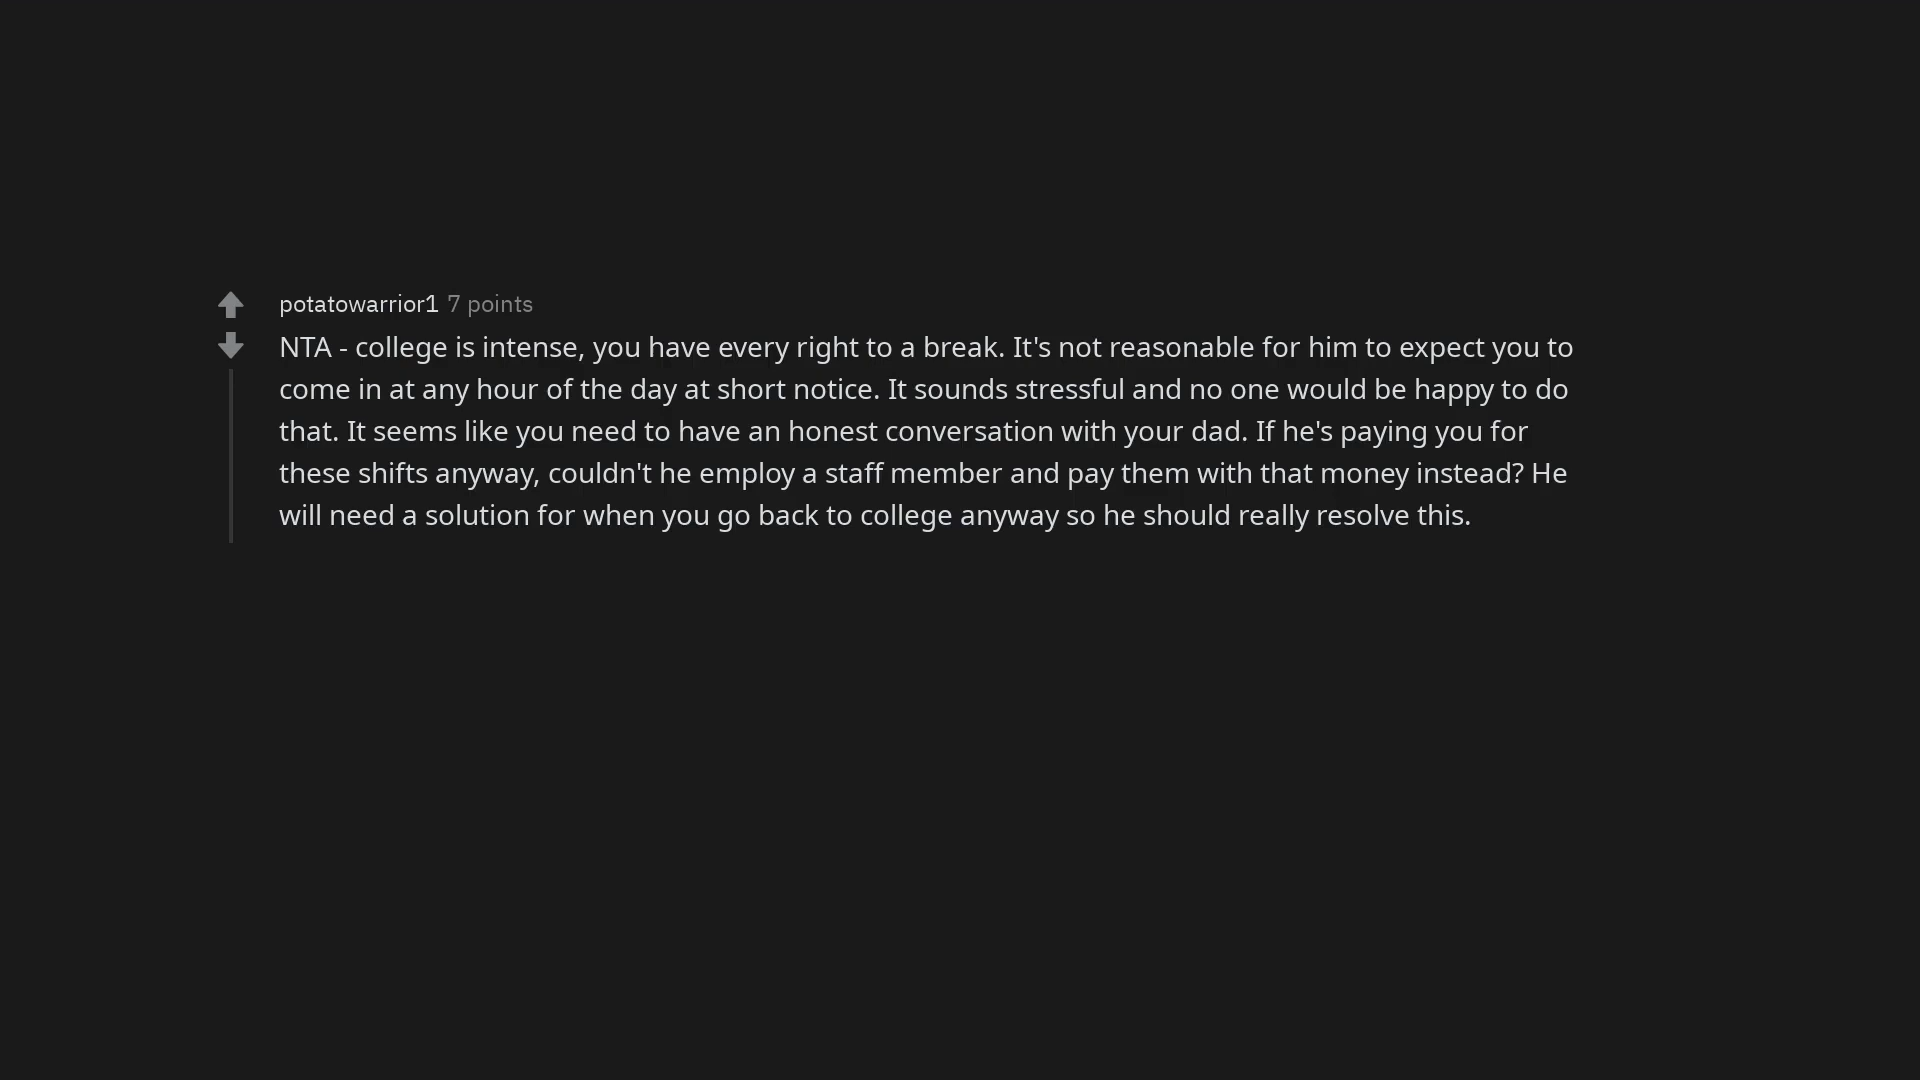 potatowarrior1 7 points
NTA - college is intense, you have every right to a break. It's not reasonable for him to expect you to
come in at any hour of the day at short notice. It sounds stressful and no one would be happy to do
that. It seems like you need to have an honest conversation with your dad. If he's paying you for
these shifts anyway, couldn't he employ a staff member and pay them with that money instead? He
will need a solution for when you go back to college anyway so he should really resolve this.